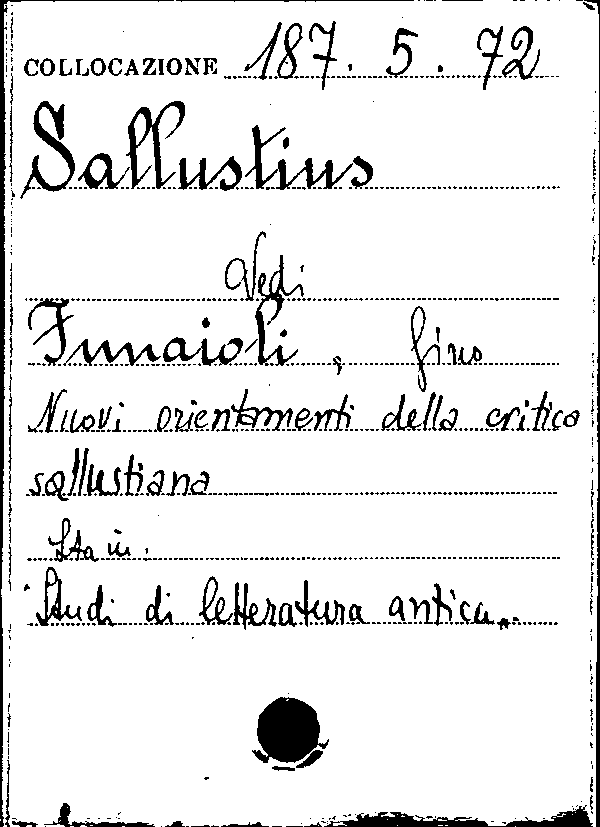 COLLOCAZIONE 187. 5. 72
Sallustius
Vedi
Funaioli, Gino
Nuovi orientamenti della critica
sallustiana
Sta in:
Studi di letteratura antica...